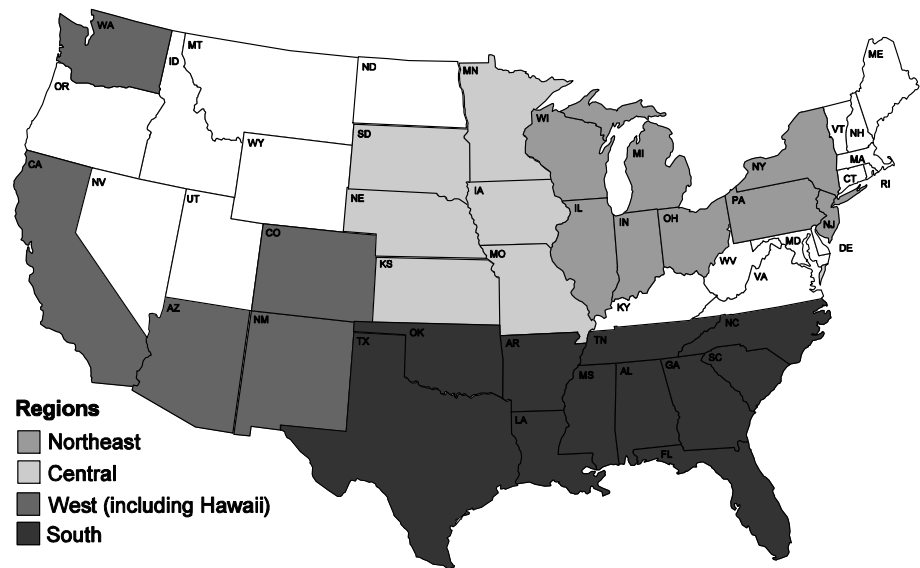 WA
MT
ME
ID
ND
MN
OR
VT
NH
WI
SD
MI
MA
NY
WY
CT
CA
RI
NV
IA
UT
NE
PA
IL
IN
OH
NJ
CO
MD
DE
MO
KS
WV
VA
AZ
KY
NM
NC
OK
TN
TX
AR
SC
MS
AL
GA
Regions
LA
Northeast
FL
Central
West (including Hawaii)
South